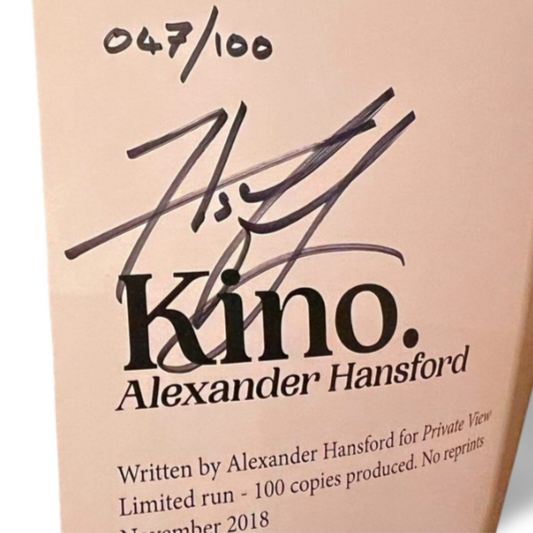 047/100
Kino.
Alexander Hansford
Written by Alexander Hansford for Private View
Limited run - 100 copies produced. No reprints
November 2018